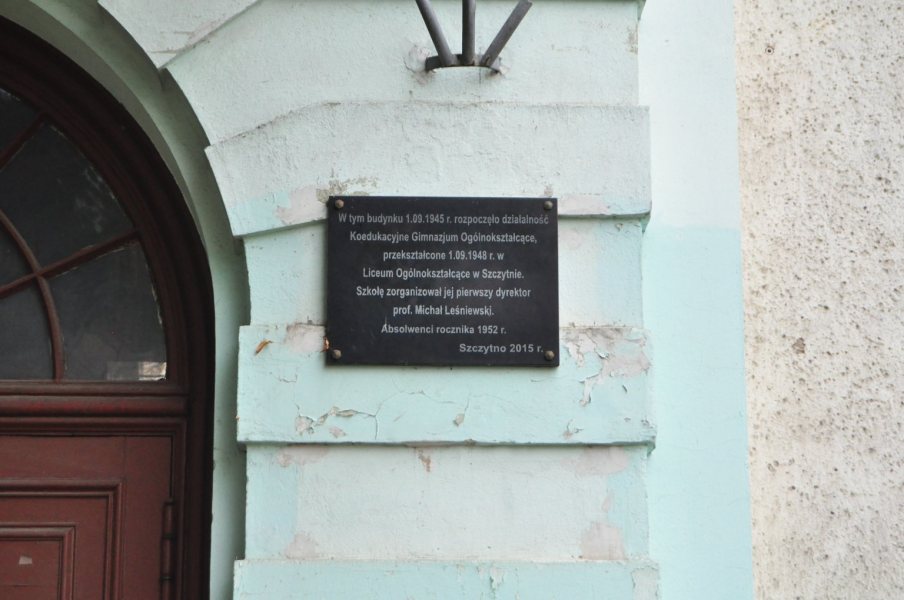 W tym budynku 1.09.1945 r. rozpoczęło działalność
Koedukacyjne Gimnazjum Ogólnokształcące,
przekształcone 1.09.1948 r. w
Liceum Ogólnokształcące w Szczytnie.
Szkołę zorganizował jej pierwszy dyrektor
prof. Michał Leśniewski.
Absolwenci rocznika 1952 r.
Szczytno 2015 r.